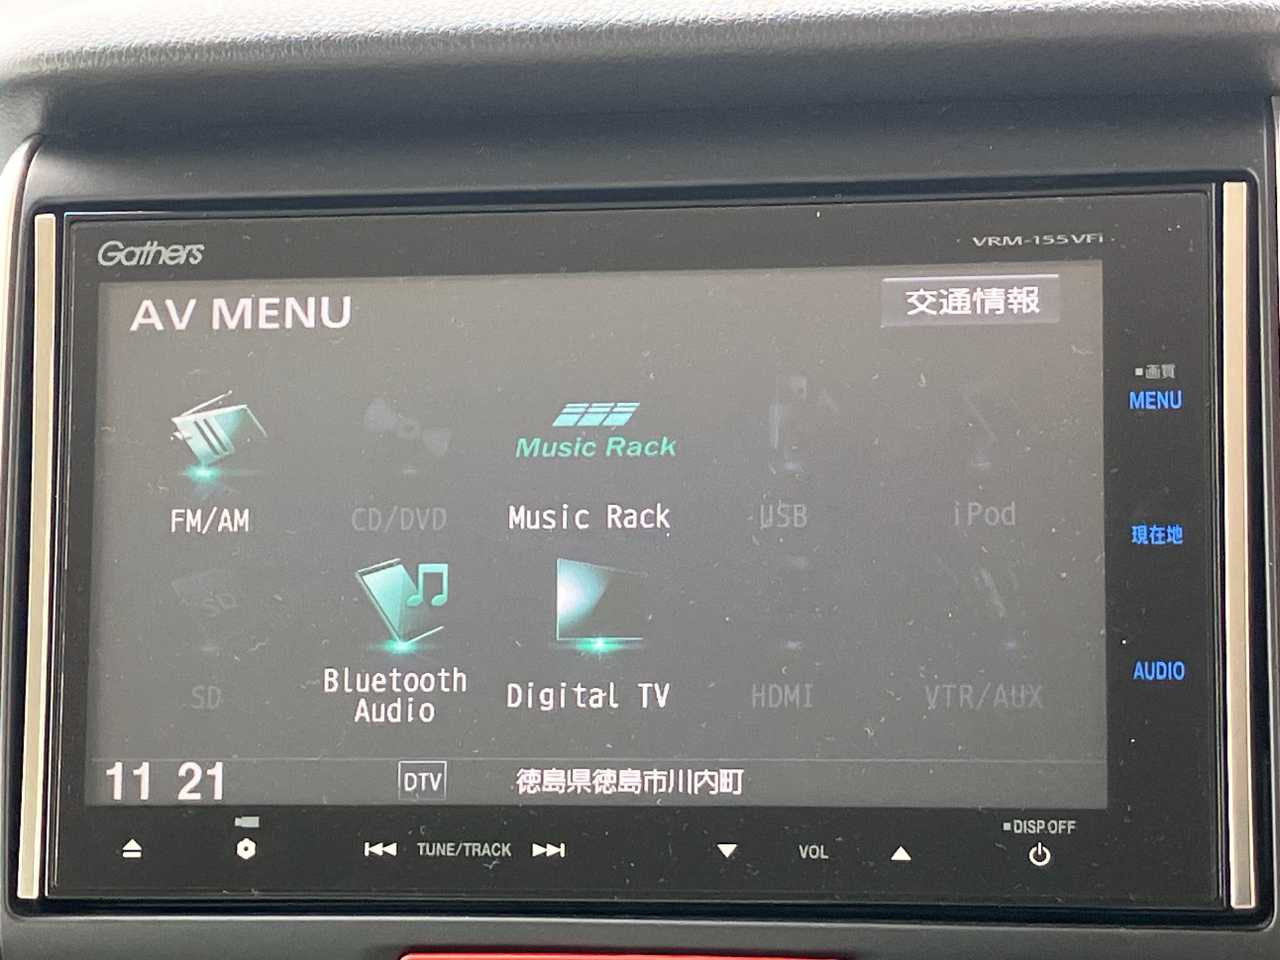 Gathers
VRM-155VFi
AV MENU
交通情報
■画質
MENU
Music Rack
FM/AM
CD/DVD
Music Rack
USB
iPod
現在地
SD
SD
Bluetooth
Audio
Digital TV
HDMI
VTR/AUX
AUDIO
11 21
DTV
徳島県徳島市川内町
TUNE/TRACK
VOL
■DISP.OFF